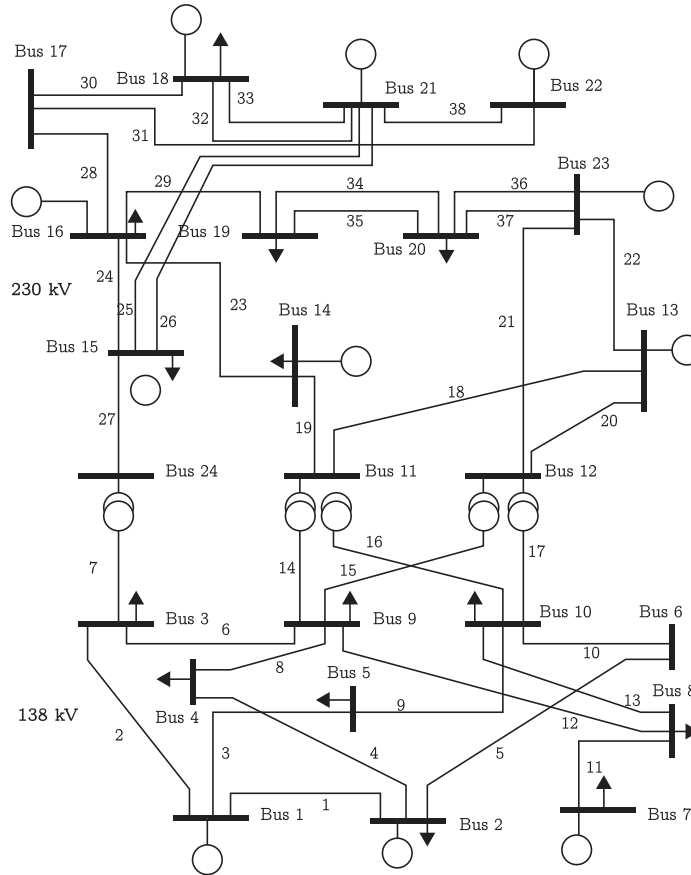 Bus 17
Bus 18
Bus 21
Bus 22
30
33
32
38
31
28
Bus 23
29
34
36
35
37
Bus 16
Bus 19
Bus 20
24
22
230 kV
25
26
23
Bus 14
21
Bus 13
Bus 15
18
27
19
20
Bus 24
Bus 11
Bus 12
16
17
7
14
15
Bus 3
Bus 9
Bus 10
Bus 6
6
10
8
Bus 5
Bus 8
Bus 4
9
13
138 kV
12
2
3
4
5
11
1
Bus 1
Bus 2
Bus 7